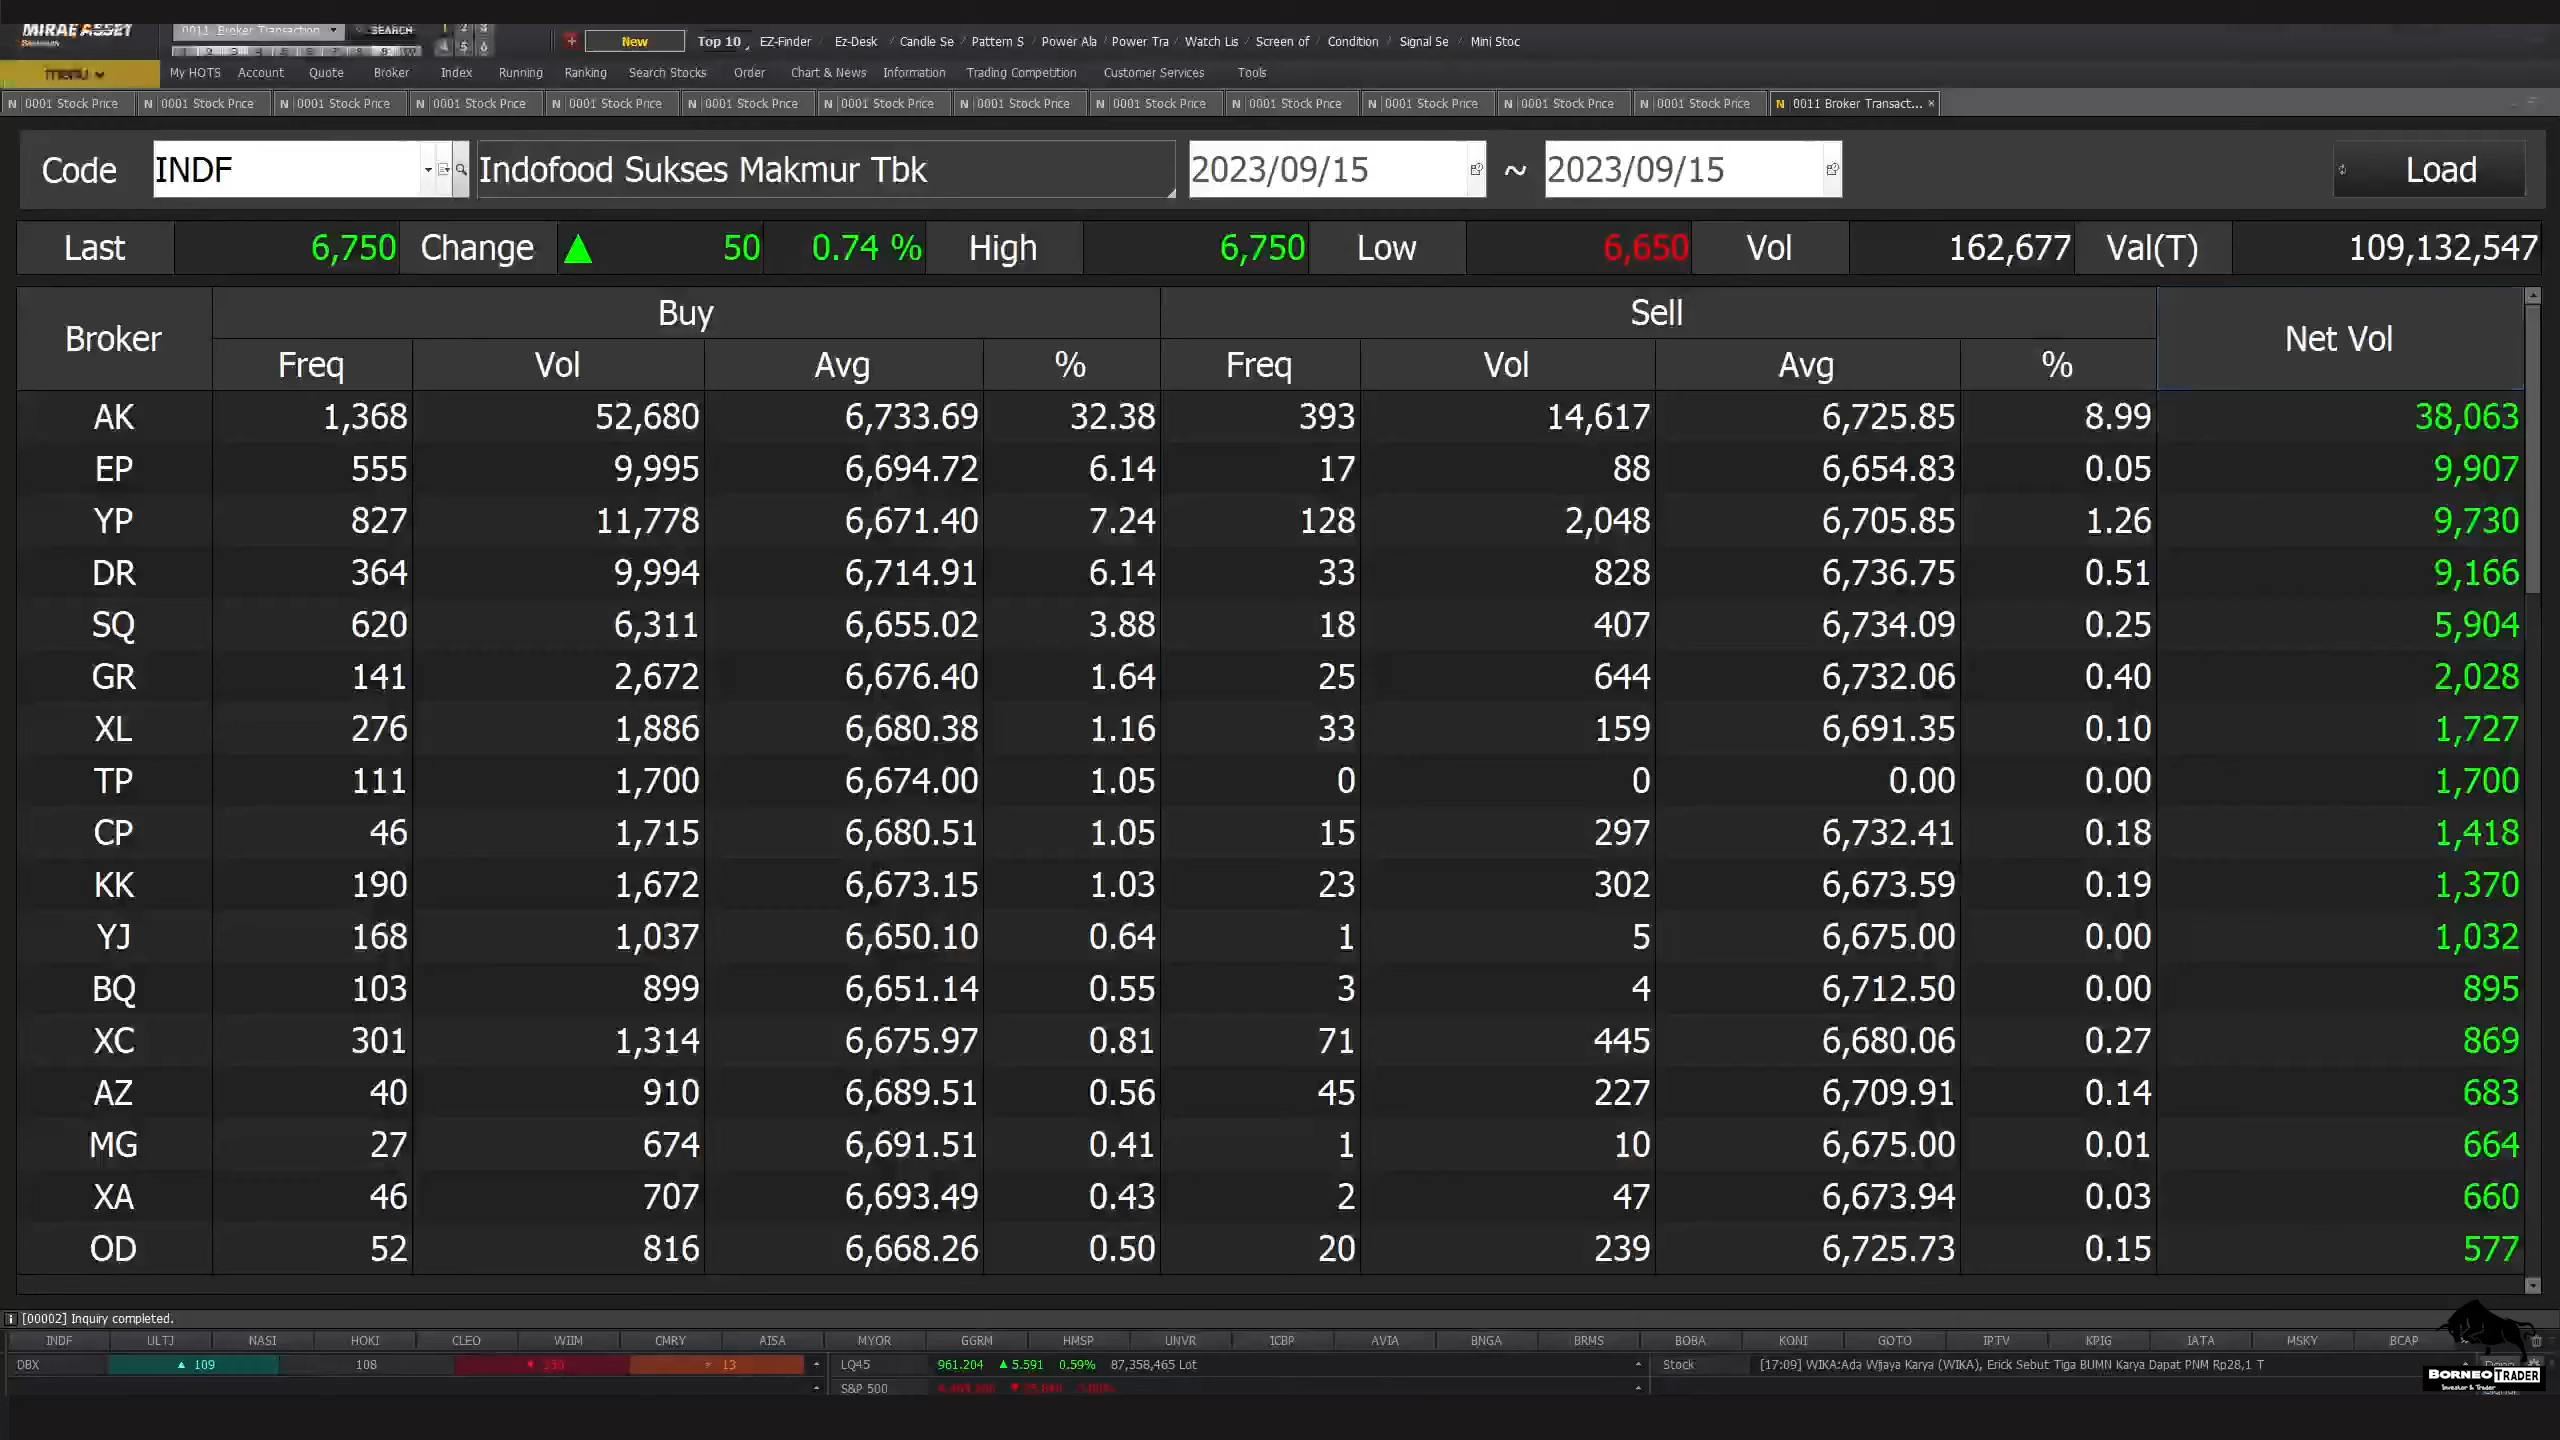 MIRAE ASSET
0011 Broker Transaction SEARCH
New Top 10 EZ-Finder Ez-Desk Candle Se Pattern S Power Ala Power Tra Watch Lis Screen of Condition Signal Se Mini Stoc
menu My HOTS Account Quote Broker Index Running Ranking Search Stocks Order Chart & News Information Trading Competition Customer Services Tools
N 0001 Stock Price N 0001 Stock Price N 0001 Stock Price N 0001 Stock Price N 0001 Stock Price N 0001 Stock Price N 0001 Stock Price N 0001 Stock Price N 0001 Stock Price N 0001 Stock Price N 0001 Stock Price N 0001 Stock Price N 0001 Stock Price N 0011 Broker Transact... ×
Code INDF Indofood Sukses Makmur Tbk 2023/09/15 ~ 2023/09/15 Load
Last 6,750 Change ▲ 50 0.74 % High 6,750 Low 6,650 Vol 162,677 Val(T) 109,132,547
Broker Buy Sell Net Vol
Freq Vol Avg % Freq Vol Avg %
AK 1,368 52,680 6,733.69 32.38 393 14,617 6,725.85 8.99 38,063
EP 555 9,995 6,694.72 6.14 17 88 6,654.83 0.05 9,907
YP 827 11,778 6,671.40 7.24 128 2,048 6,705.85 1.26 9,730
DR 364 9,994 6,714.91 6.14 33 828 6,736.75 0.51 9,166
SQ 620 6,311 6,655.02 3.88 18 407 6,734.09 0.25 5,904
GR 141 2,672 6,676.40 1.64 25 644 6,732.06 0.40 2,028
XL 276 1,886 6,680.38 1.16 33 159 6,691.35 0.10 1,727
TP 111 1,700 6,674.00 1.05 0 0 0.00 0.00 1,700
CP 46 1,715 6,680.51 1.05 15 297 6,732.41 0.18 1,418
KK 190 1,672 6,673.15 1.03 23 302 6,673.59 0.19 1,370
YJ 168 1,037 6,650.10 0.64 1 5 6,675.00 0.00 1,032
BQ 103 899 6,651.14 0.55 3 4 6,712.50 0.00 895
XC 301 1,314 6,675.97 0.81 71 445 6,680.06 0.27 869
AZ 40 910 6,689.51 0.56 45 227 6,709.91 0.14 683
MG 27 674 6,691.51 0.41 1 10 6,675.00 0.01 664
XA 46 707 6,693.49 0.43 2 47 6,673.94 0.03 660
OD 52 816 6,668.26 0.50 20 239 6,725.73 0.15 577
[00002] Inquiry completed.
INDF ULTJ NASI HOKI CLEO WIIM CMRY AISA MYOR GGRM HMSP UNVR ICBP AVIA BNGA BRMS BOBA KQNI GOTO IPTV KPIG IATA MSKY BCAP
DBX ▲ 109 108 13 LQ45 961.204 ▲ 5.591 0.59% 87,358,465 Lot Stock [17:09] WIKA:Ada Wijaya Karya (WIKA), Erick Sebut Tiga BUMN Karya Dapat PNM Rp28,1 T
S&P 500
BORNEO TRADER
Investor & Trader